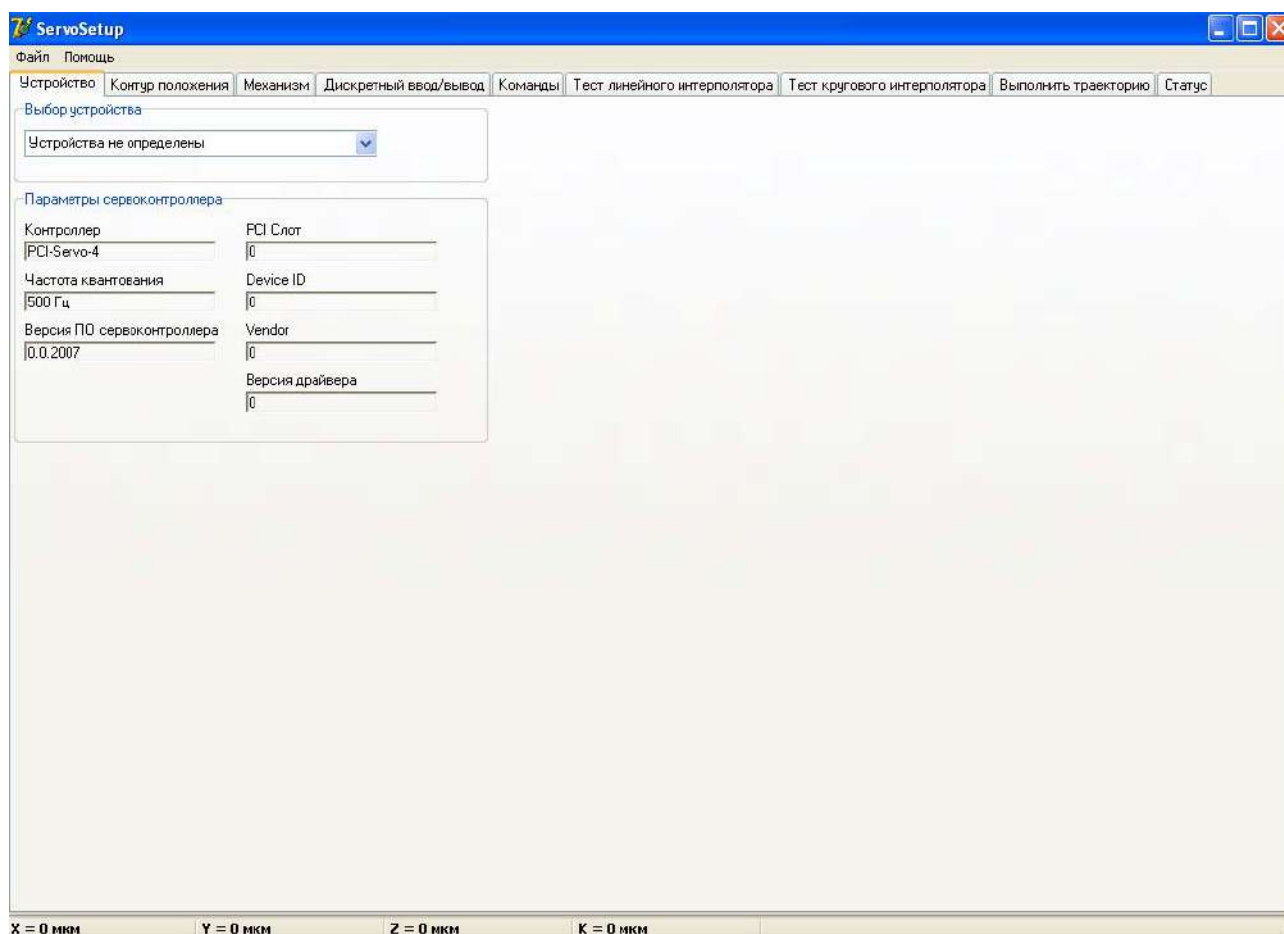 ServoSetup
Файл Помощь
Устройство Контур положения Механизм Дискретный ввод/вывод Команды Тест линейного интерполятора Тест кругового интерполятора Выполнить траекторию Статус
Выбор устройства
Устройства не определены
Параметры сервоконтроллера
Контроллер PCI Слот
PCI-Servo-4 0
Частота квантования Device ID
500 Гц 0
Версия ПО сервоконтроллера Vendor
0.0.2007 0
Версия драйвера
0
X = 0 мкм Y = 0 мкм Z = 0 мкм K = 0 мкм